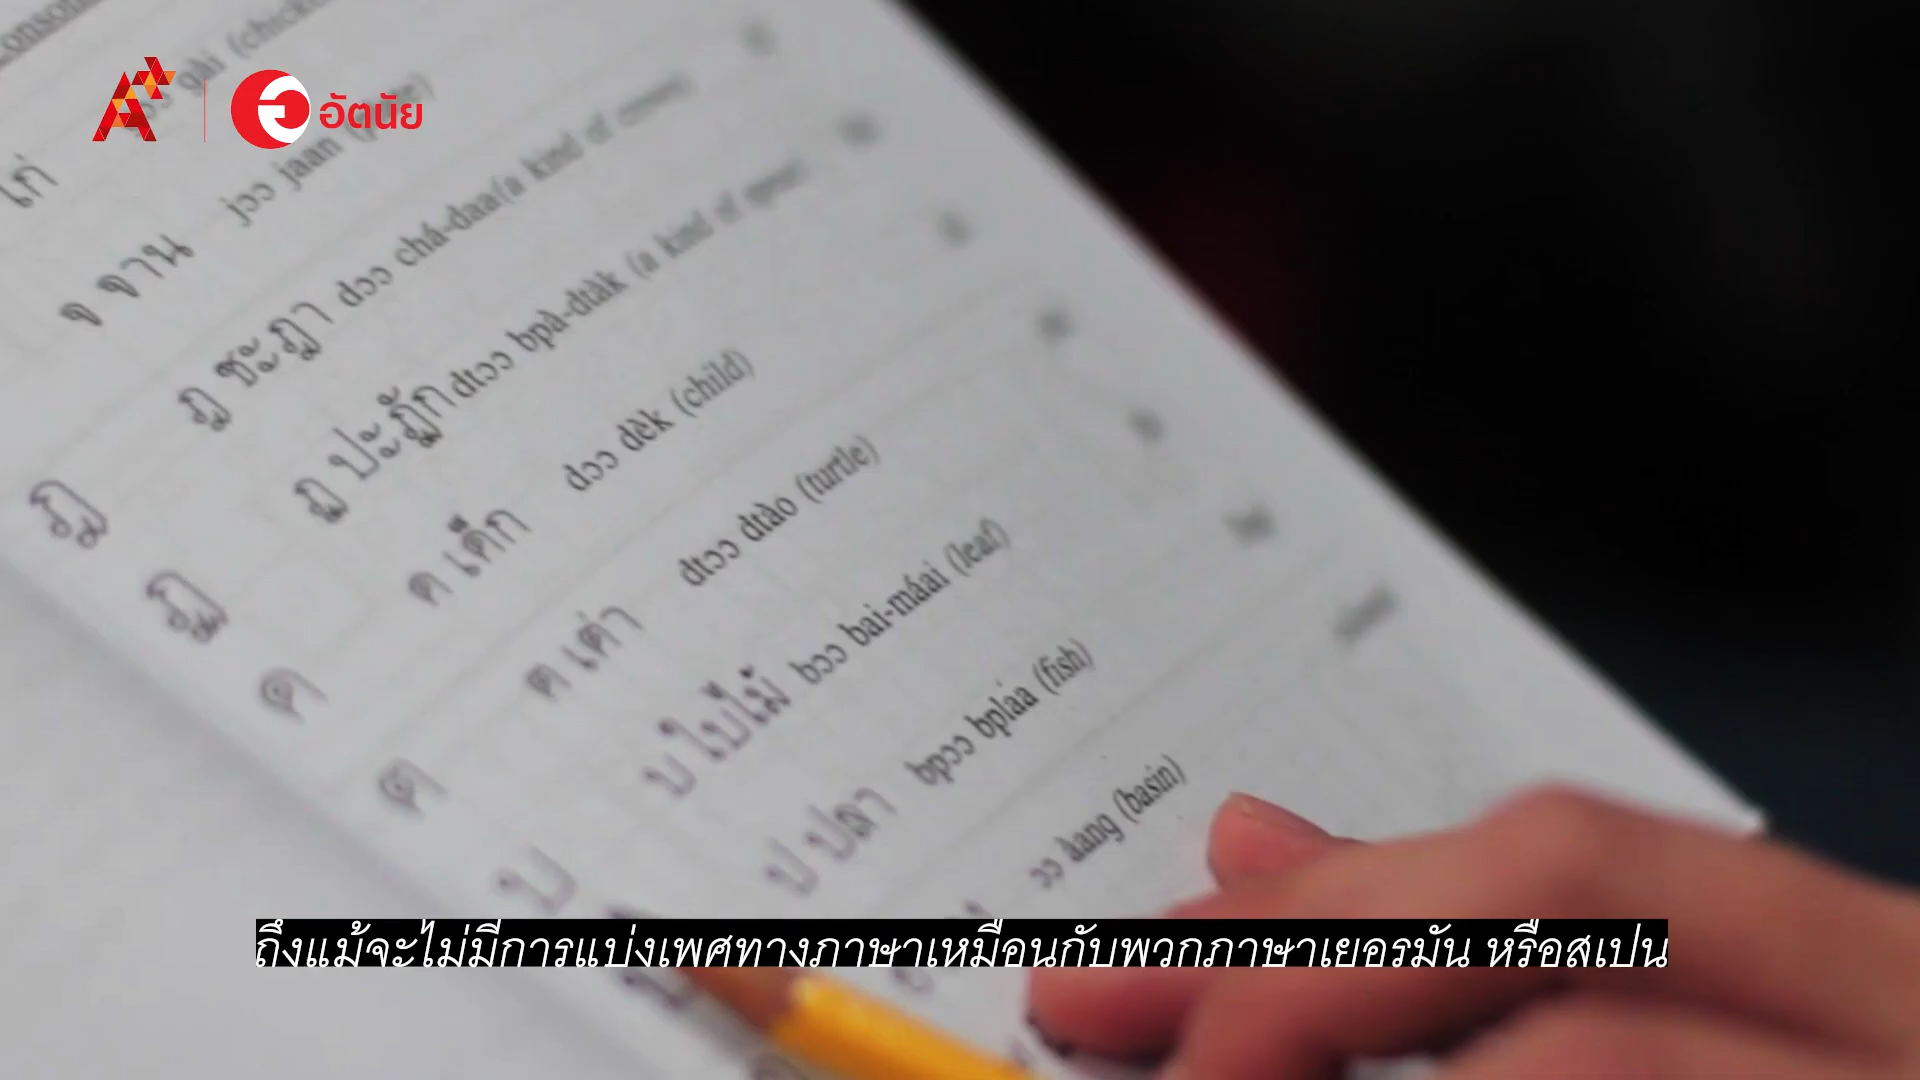 อัตนัย
ไก่ gài (chicken
จ จาน jɔɔ jaan
ฎ ฎ ชะฎา dɔɔ chá-daa(a kind of crown)
ฏ ฏ ปะฏัก dtɔɔ bpà-dtàk (a kind of spear)
ด ด เด็ก dɔɔ dèk (child)
ต ต เต่า dtɔɔ dtào (turtle)
บ บ ใบไม้ bɔɔ bai-máai (leaf)
ป ปลา bpɔɔ bplaa (fish)
ɔɔ àang (basin)
ถึงแม้จะไม่มีการแบ่งเพศทางภาษาเหมือนกับพวกภาษาเยอรมัน หรือสเปน